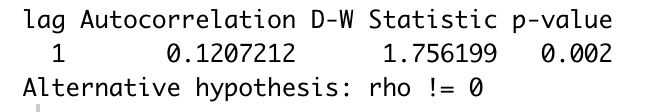 lag Autocorrelation D-W Statistic p-value
1 0.1207212 1.756199 0.002
Alternative hypothesis: rho != 0